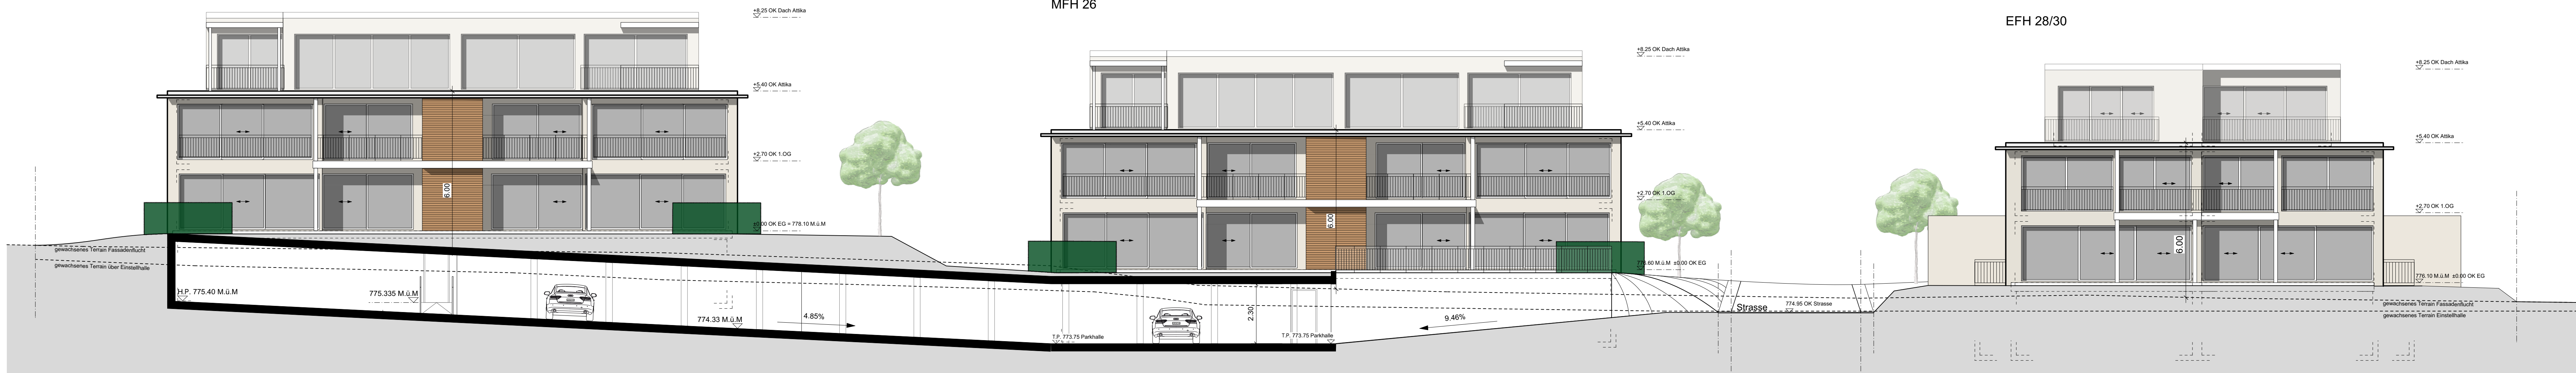 MFH 26
EFH 28/30
+8.25 OK Dach Attika
+5.40 OK Attika
+2.70 OK 1.OG
±0.00 OK EG = 778.10 M.ü.M
6.00
gewachsenes Terrain Fassadenflucht
gewachsenes Terrain über Einstellhalle
H.P. 775.40 M.ü.M
775.335 M.ü.M
774.33 M.ü.M
4.85%
+8.25 OK Dach Attika
+5.40 OK Attika
+2.70 OK 1.OG
±0.00 OK EG
6.00
2.30
T.P. 773.75 Parkhalle
T.P. 773.75 Parkhalle
9.46%
Strasse
774.95 OK Strasse
+8.25 OK Dach Attika
+5.40 OK Attika
+2.70 OK 1.OG
776.10 M.ü.M ±0.00 OK EG
6.00
gewachsenes Terrain Fassadenflucht
gewachsenes Terrain Einstellhalle